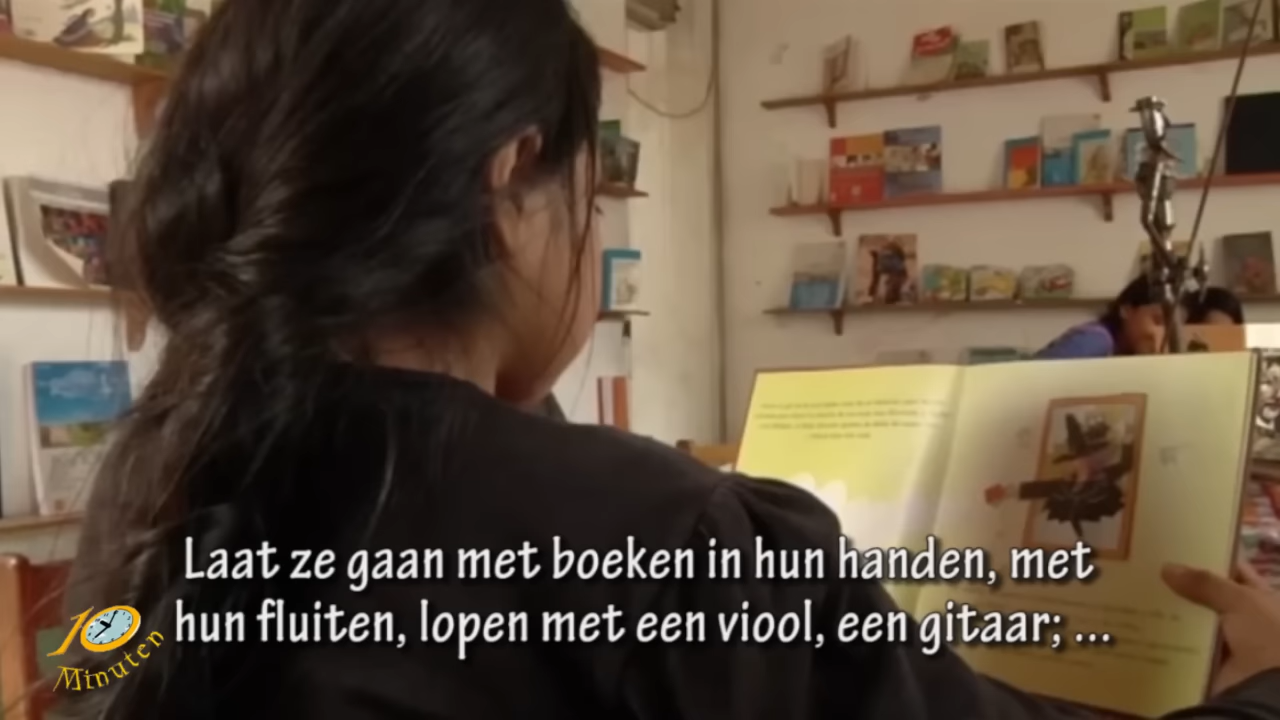 Laat ze gaan met boeken in hun handen, met
hun fluiten, lopen met een viool, een gitaar; ...
10
Minuten